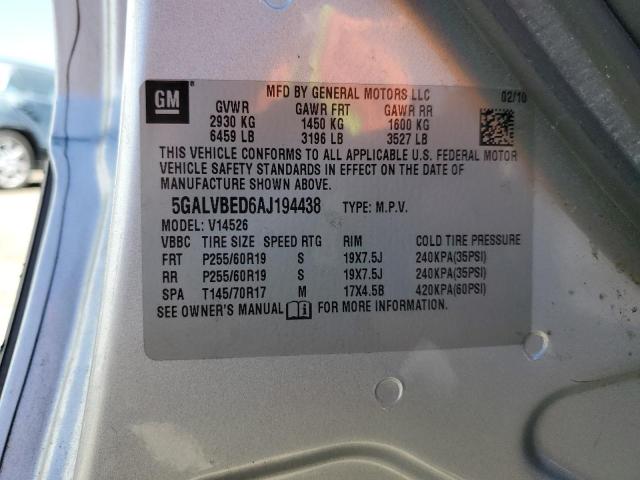 GM
MFD BY GENERAL MOTORS LLC 02/10
GVWR GAWR FRT GAWR RR
2930 KG 1450 KG 1600 KG
6459 LB 3196 LB 3527 LB
THIS VEHICLE CONFORMS TO ALL APPLICABLE U.S. FEDERAL MOTOR
VEHICLE SAFETY STANDARDS IN EFFECT ON THE DATE OF MANUFACTURE
SHOWN ABOVE.
5GALVBED6AJ194438 TYPE: M.P.V.
MODEL: V14526
VBBC TIRE SIZE SPEED RTG RIM COLD TIRE PRESSURE
FRT P255/60R19 S 19X7.5J 240KPA(35PSI)
RR P255/60R19 S 19X7.5J 240KPA(35PSI)
SPA T145/70R17 M 17X4.5B 420KPA(60PSI)
SEE OWNER'S MANUAL FOR MORE INFORMATION.